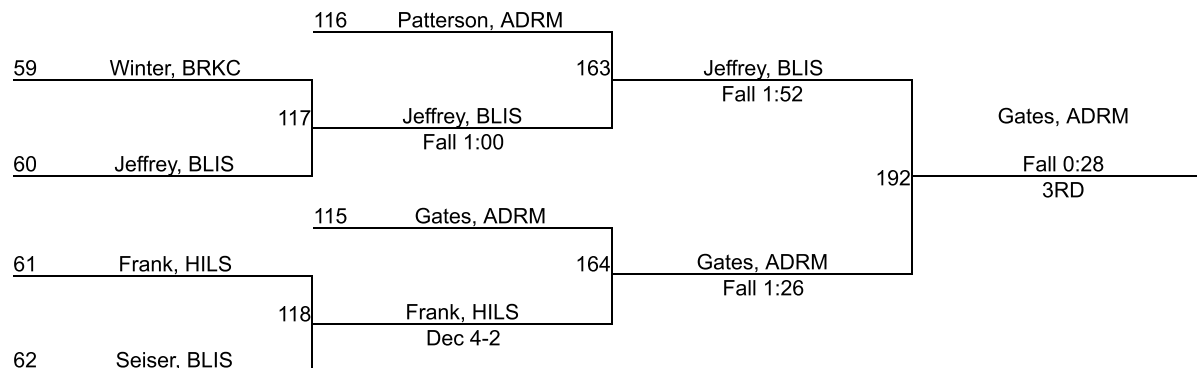 116 Patterson, ADRM
59 Winter, BRKC
163 Jeffrey, BLIS
Fall 1:52
117 Jeffrey, BLIS
Fall 1:00
Gates, ADRM
60 Jeffrey, BLIS
Fall 0:28
192
3RD
115 Gates, ADRM
61 Frank, HILS
164 Gates, ADRM
Fall 1:26
118 Frank, HILS
Dec 4-2
62 Seiser, BLIS